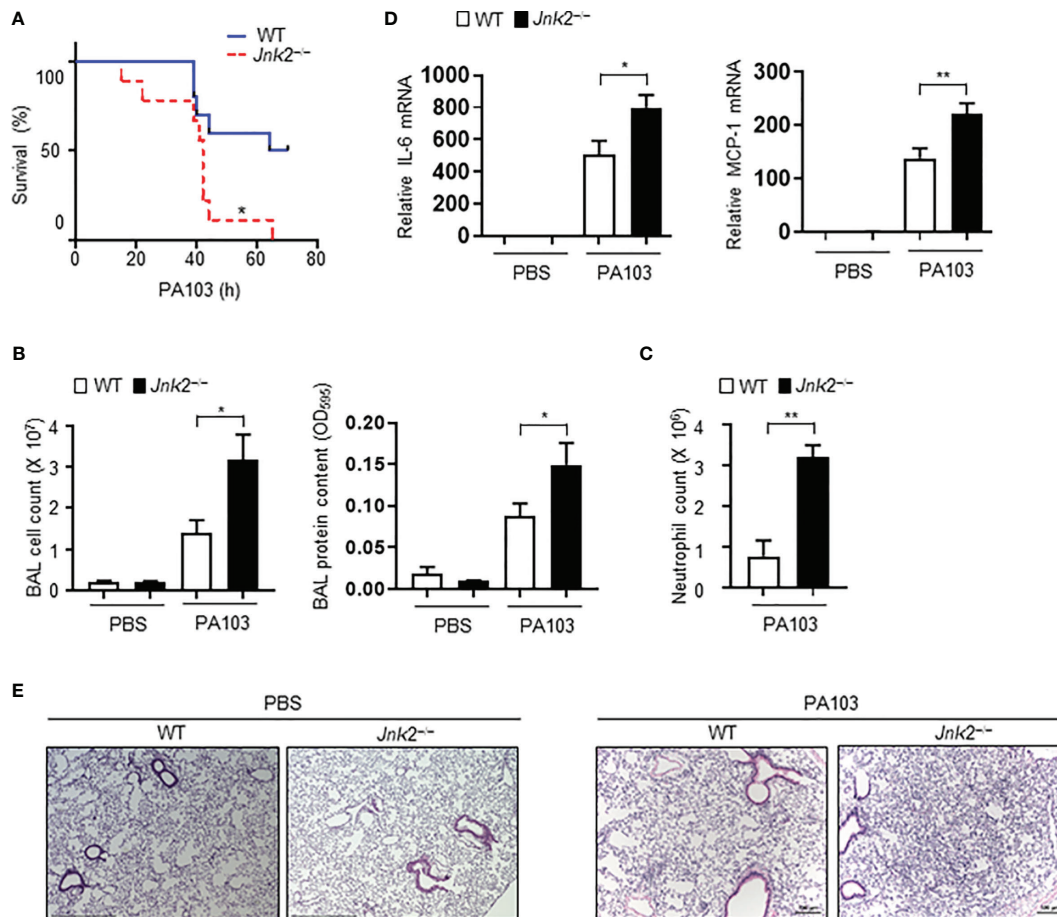 A
WT
Jnk2⁻/⁻
100
50
0
Survival (%)
*
0 20 40 60 80
PA103 (h)
D
WT Jnk2⁻/⁻
Relative IL-6 mRNA
1000
800
600
400
200
0
*
PBS PA103
Relative MCP-1 mRNA
300
200
100
0
**
PBS PA103
B
WT Jnk2⁻/⁻
BAL cell count (X 10⁷)
4
3
2
1
0
*
PBS PA103
BAL protein content (OD₅₉₅)
0.20
0.15
0.10
0.05
0.00
*
PBS PA103
C
WT Jnk2⁻/⁻
Neutrophil count (X 10⁶)
4
3
2
1
0
**
PA103
E
PBS PA103
WT Jnk2⁻/⁻ WT Jnk2⁻/⁻